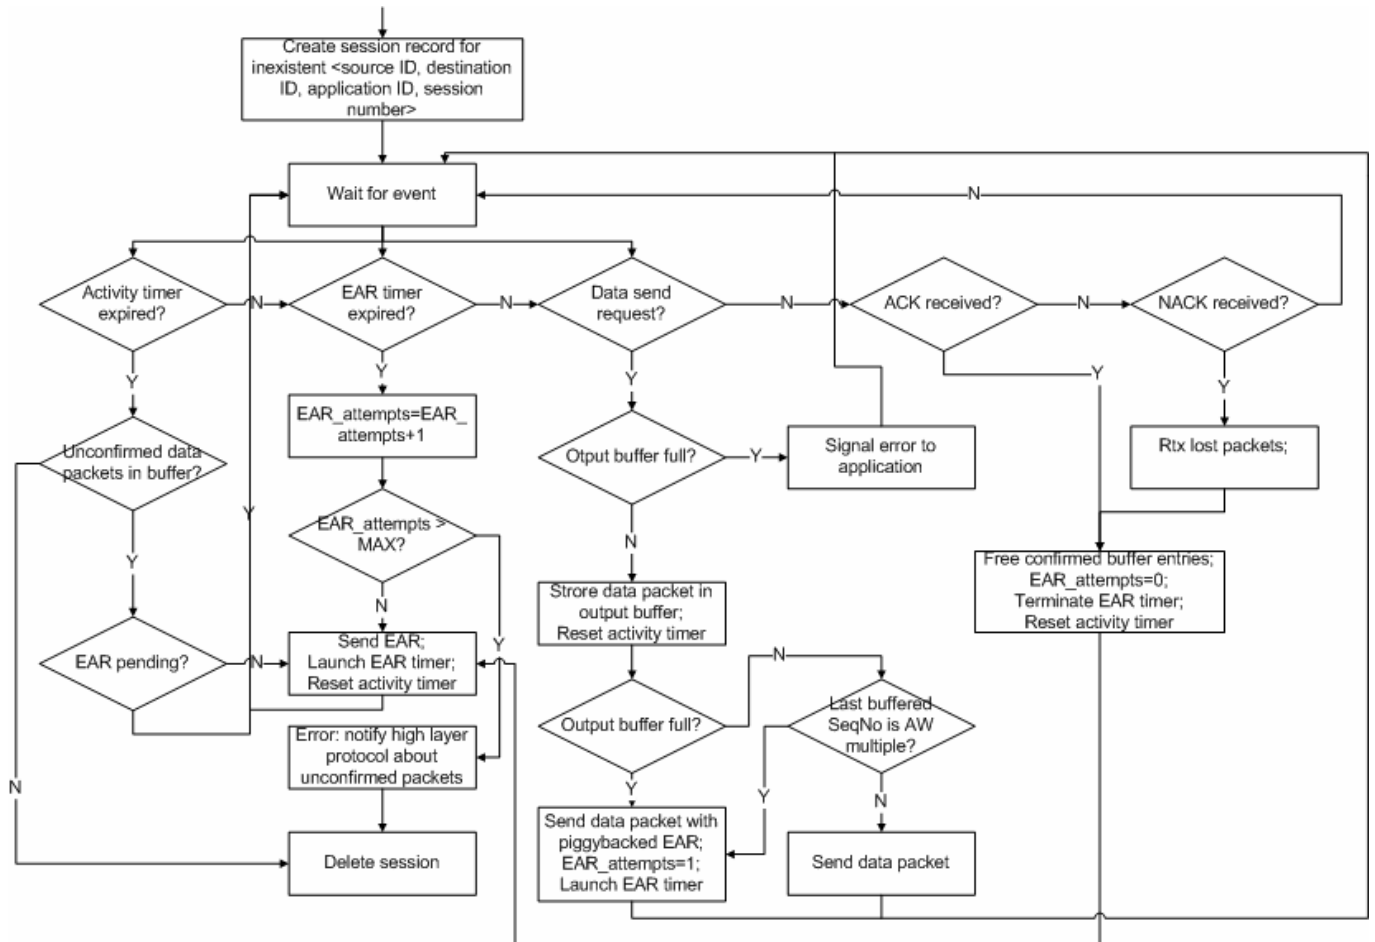 Create session record for
inexistent <source ID, destination
ID, application ID, session
number>
Wait for event
N
Activity timer
expired?
N
EAR timer
expired?
N
Data send
request?
N
ACK received?
N
NACK received?
Y
Y
Y
Y
Y
EAR_attempts=EAR_
attempts+1
Unconfirmed data
packets in buffer?
Otput buffer full?
Y
Signal error to
application
Rtx lost packets;
Y
EAR_attempts >
MAX?
Y
N
N
Free confirmed buffer entries;
EAR_attempts=0;
Terminate EAR timer;
Reset activity timer
Strore data packet in
output buffer;
Reset activity timer
EAR pending?
N
Send EAR;
Launch EAR timer;
Reset activity timer
Y
N
Output buffer full?
Last buffered
SeqNo is AW
multiple?
Error: notify high layer
protocol about
unconfirmed packets
N
Y
Y
N
Send data packet with
piggybacked EAR;
EAR_attempts=1;
Launch EAR timer
Send data packet
Delete session